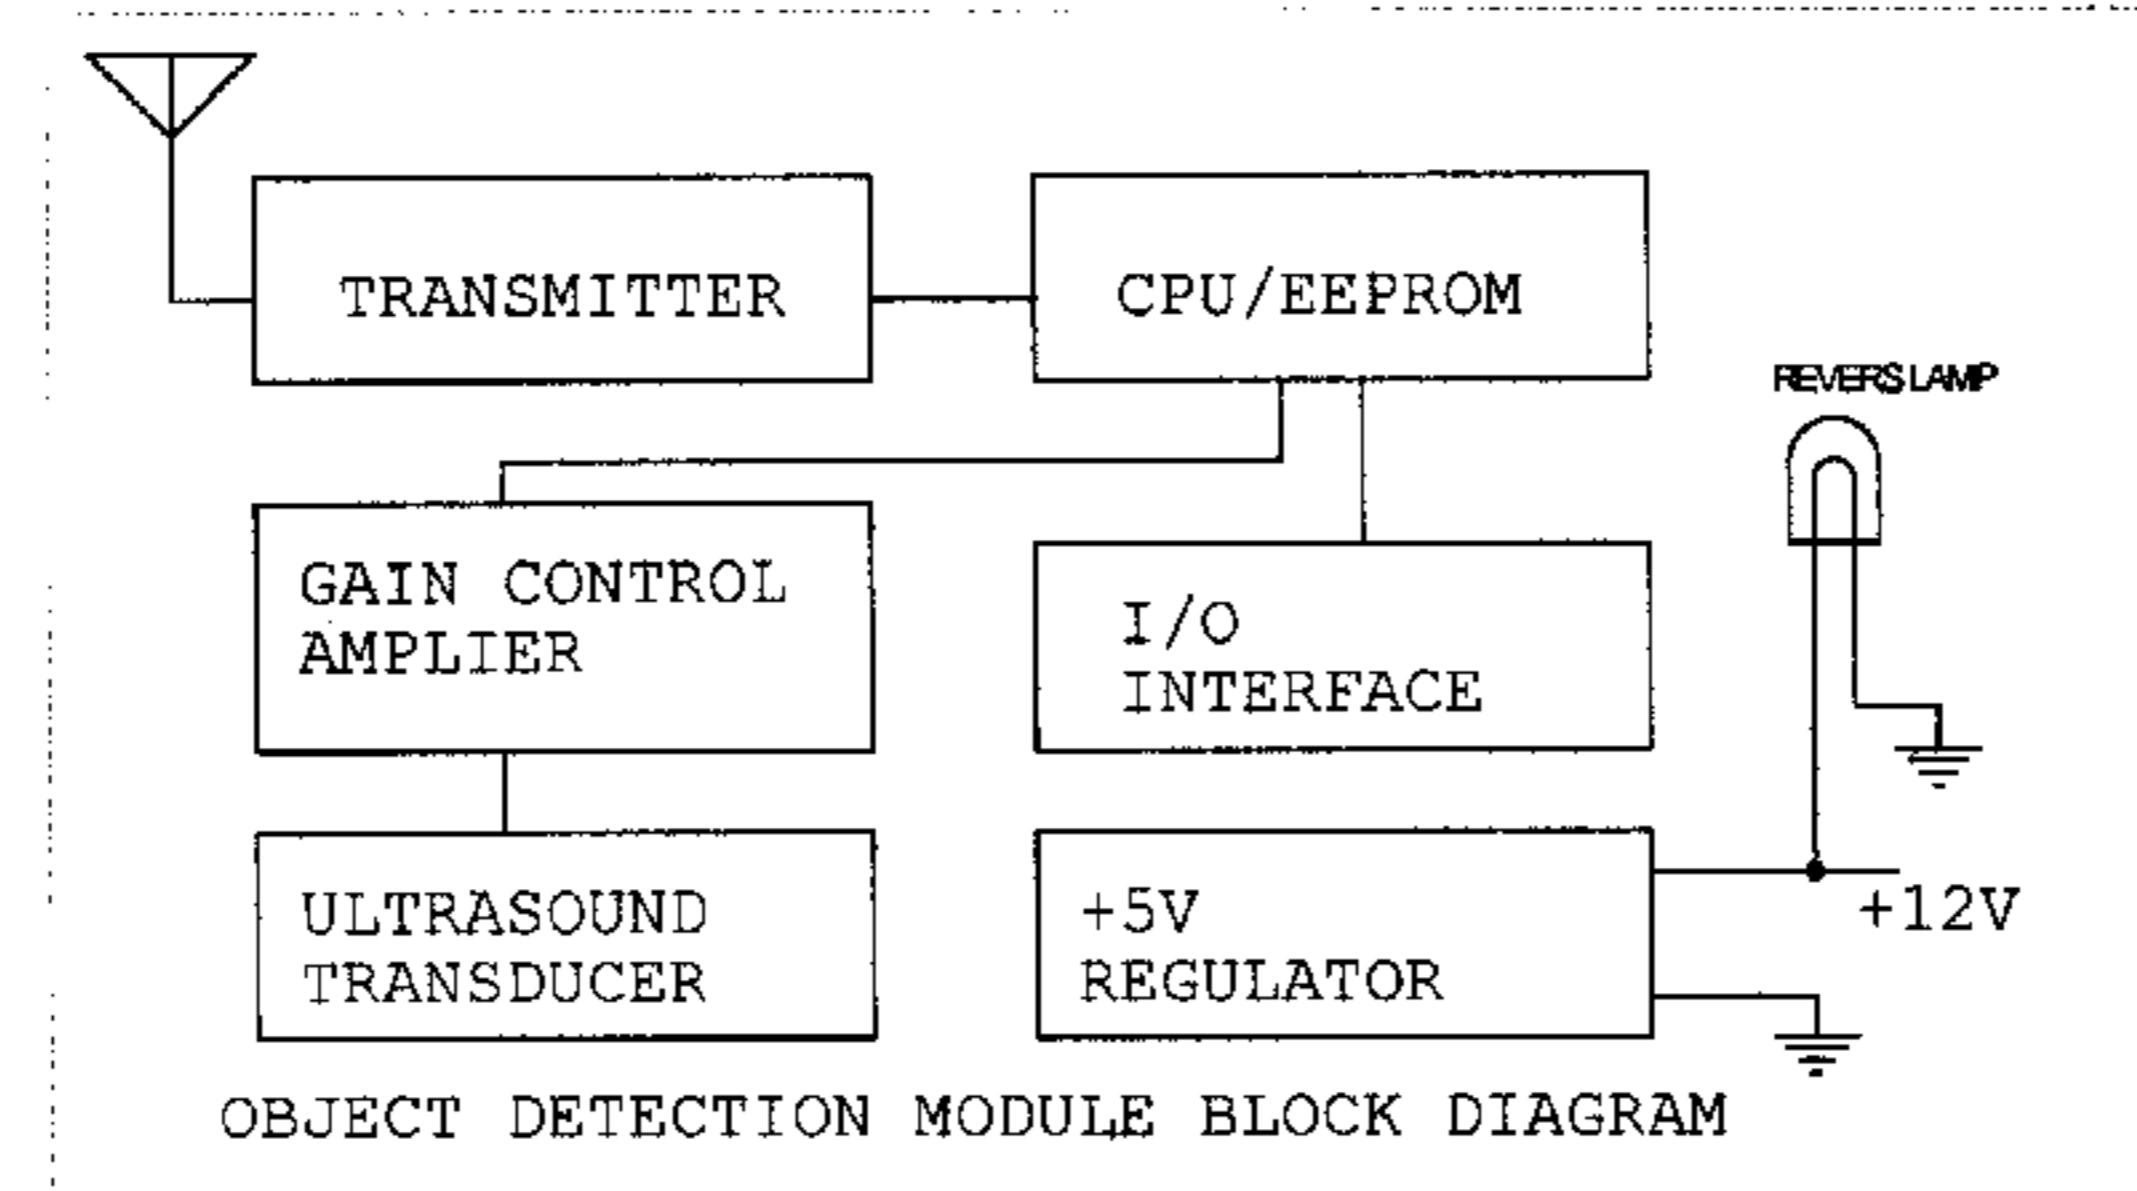 TRANSMITTER
CPU/EEPROM
REVERS LAMP
GAIN CONTROL
AMPLIER
I/O
INTERFACE
ULTRASOUND
TRANSDUCER
+5V
REGULATOR
+12V
OBJECT DETECTION MODULE BLOCK DIAGRAM